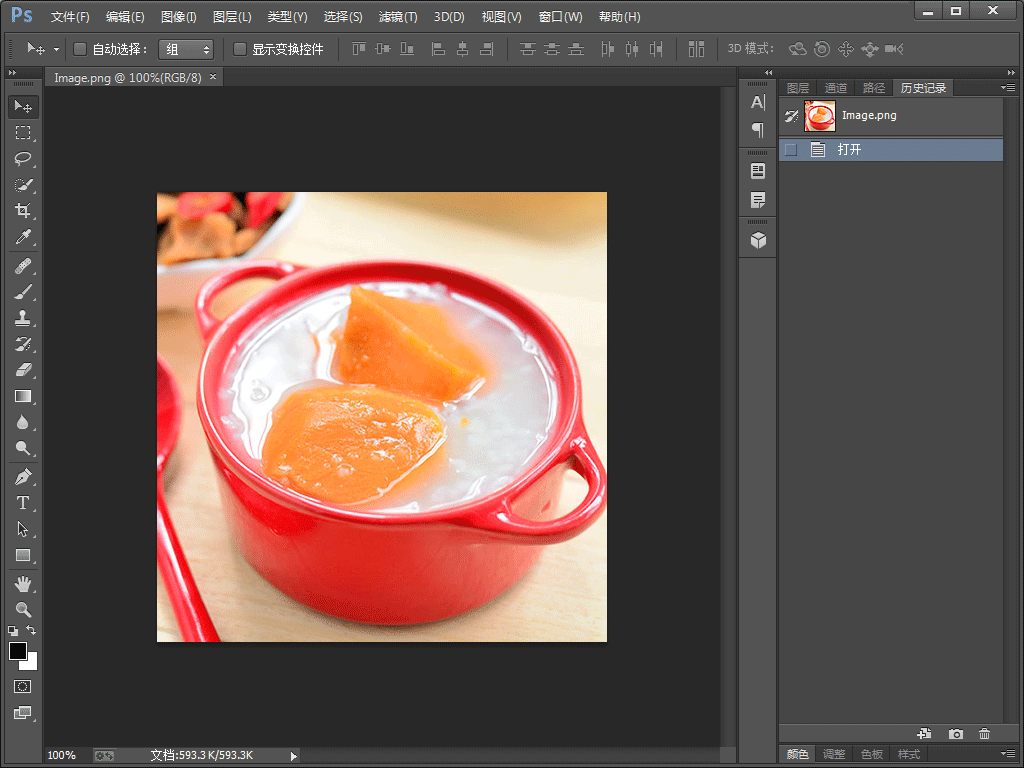 Ps 文件(F) 编辑(E) 图像(I) 图层(L) 类型(Y) 选择(S) 滤镜(T) 3D(D) 视图(V) 窗口(W) 帮助(H)
自动选择： 组 显示变换控件 3D 模式：
Image.png @ 100%(RGB/8) ×
图层 通道 路径 历史记录
Image.png
打开
100% 文档:593.3 K/593.3K
颜色 调整 色板 样式